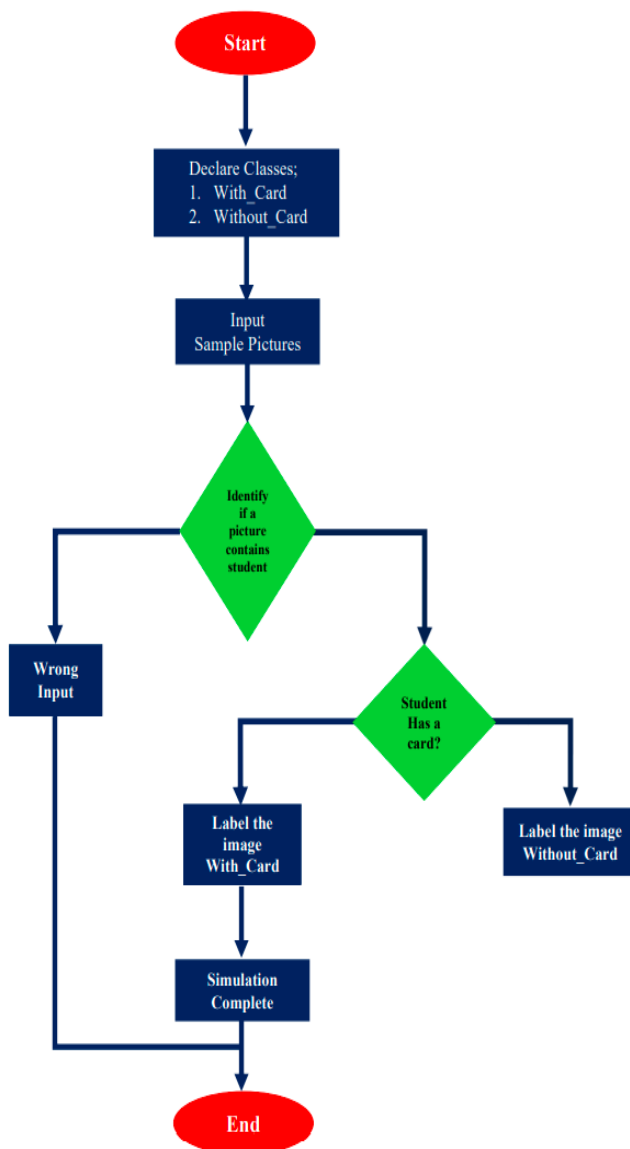 Start
Declare Classes;
1. With_Card
2. Without_Card
Input
Sample Pictures
Identify
if a
picture
contains
student
Wrong
Input
Student
Has a
card?
Label the
image
With_Card
Label the image
Without_Card
Simulation
Complete
End